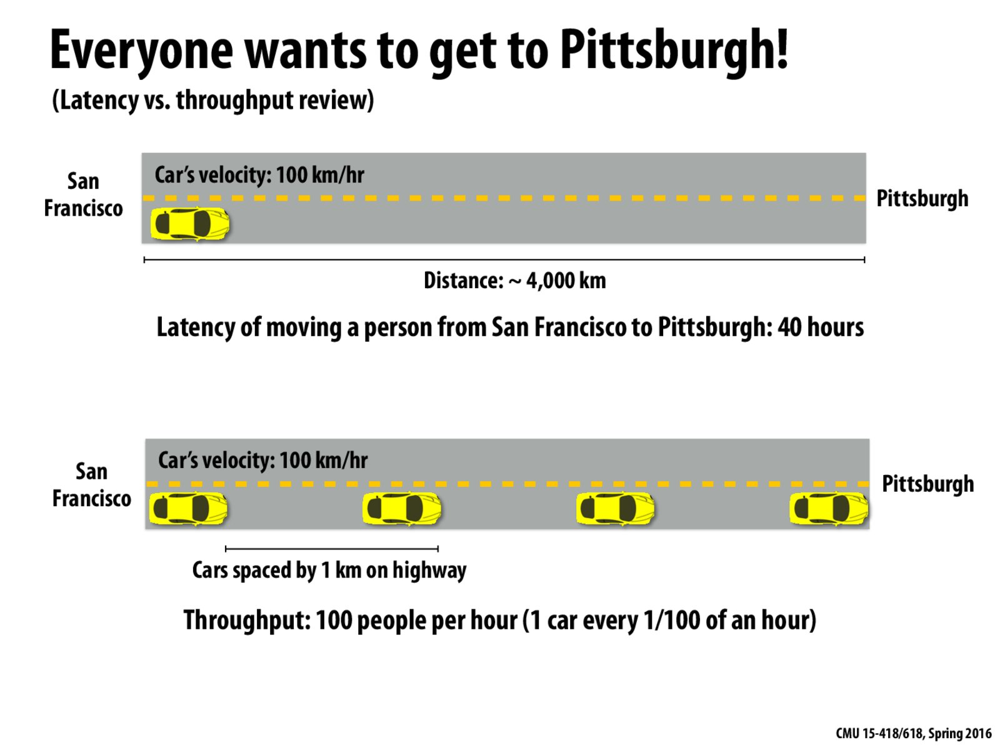 Everyone wants to get to Pittsburgh!
(Latency vs. throughput review)
Car’s velocity: 100 km/hr
San
Francisco
Pittsburgh
Distance: ~ 4,000 km
Latency of moving a person from San Francisco to Pittsburgh: 40 hours
Car’s velocity: 100 km/hr
San
Francisco
Pittsburgh
Cars spaced by 1 km on highway
Throughput: 100 people per hour (1 car every 1/100 of an hour)
CMU 15-418/618, Spring 2016